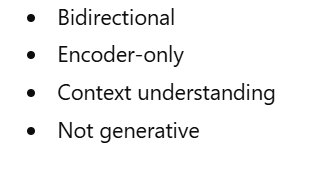 • Bidirectional
• Encoder-only
• Context understanding
• Not generative